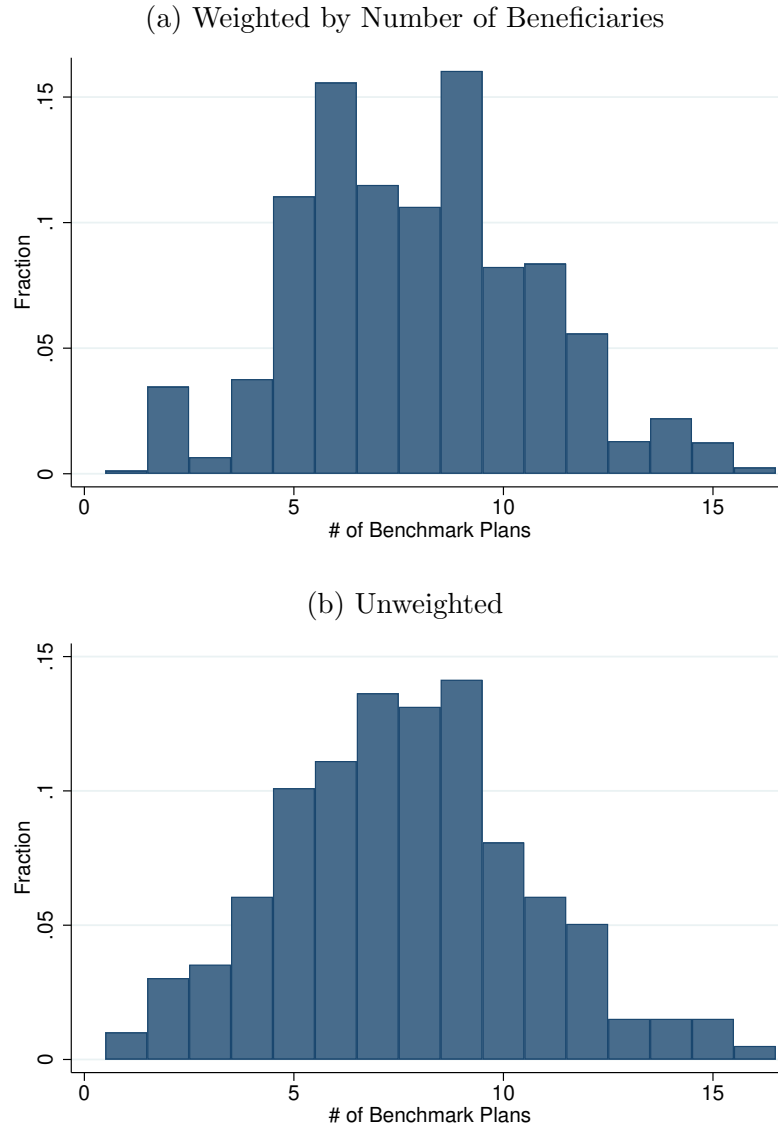 (a) Weighted by Number of Beneficiaries
.15
.1
.05
0
Fraction
0 5 10 15
# of Benchmark Plans
(b) Unweighted
.15
.1
.05
0
Fraction
0 5 10 15
# of Benchmark Plans